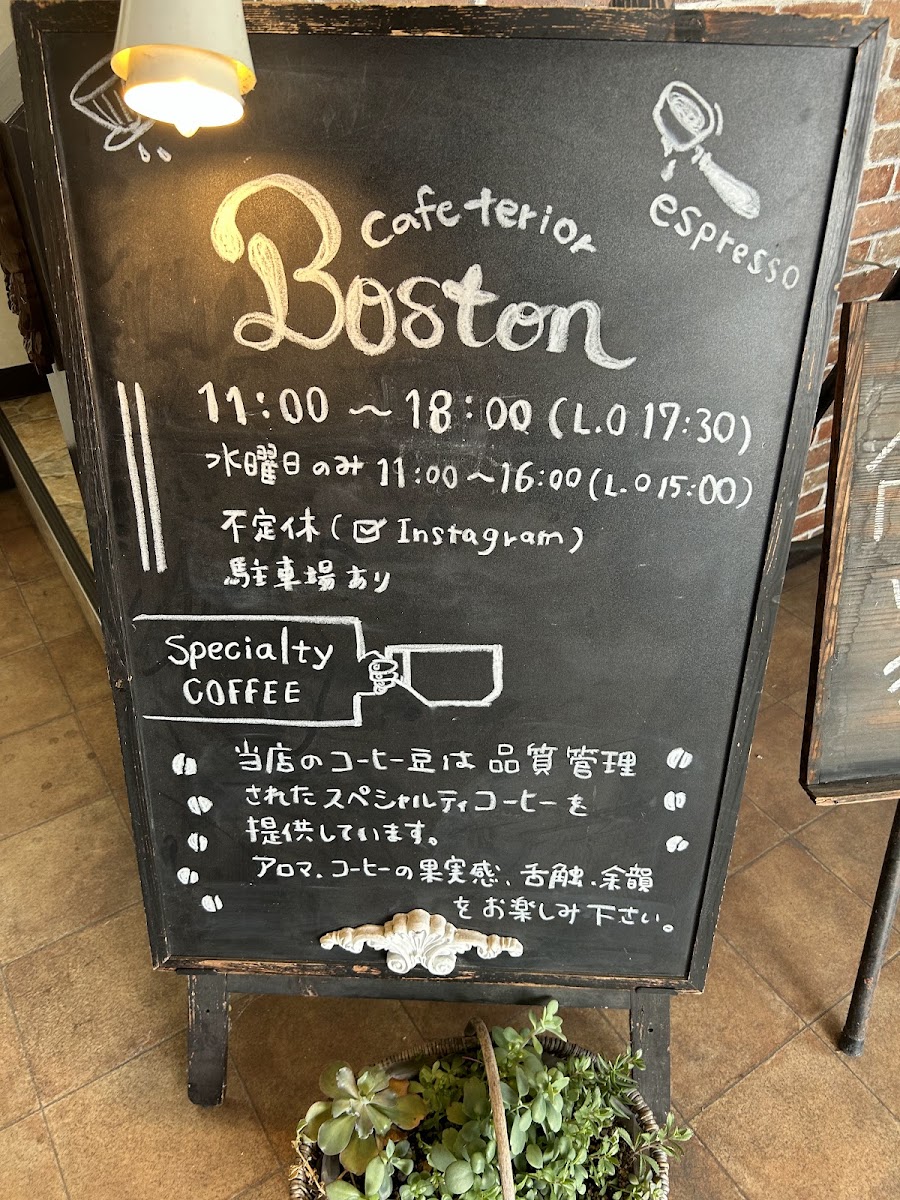 espresso
Cafe terior
Boston
11:00 ~ 18:00 (L.O 17:30)
水曜日のみ 11:00~16:00(L.O 15:00)
不定休(☑ Instagram)
駐車場あり
Specialty
COFFEE
当店のコーヒー豆は品質管理
されたスペシャルティコーヒーを
提供しています。
アロマ、コーヒーの果実感、舌触、余韻
をお楽しみ下さい。